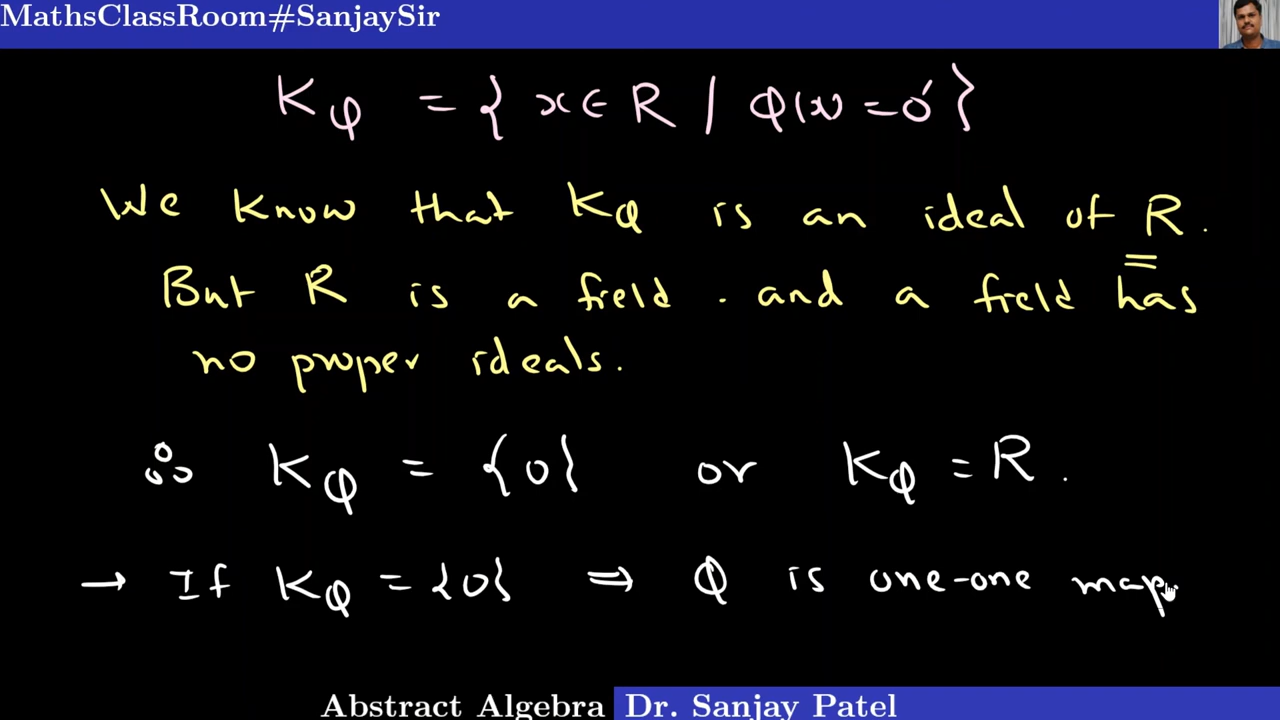 MathsClassRoom#SanjaySir
Kφ = { x ∈ R / φ(x) = 0' }
We know that Kφ is an ideal of R.
But R is a field. and a field has
no proper ideals.
∴ Kφ = {0} or Kφ = R.
→ If Kφ = {0} ⇒ φ is one-one map.
Abstract Algebra Dr. Sanjay Patel